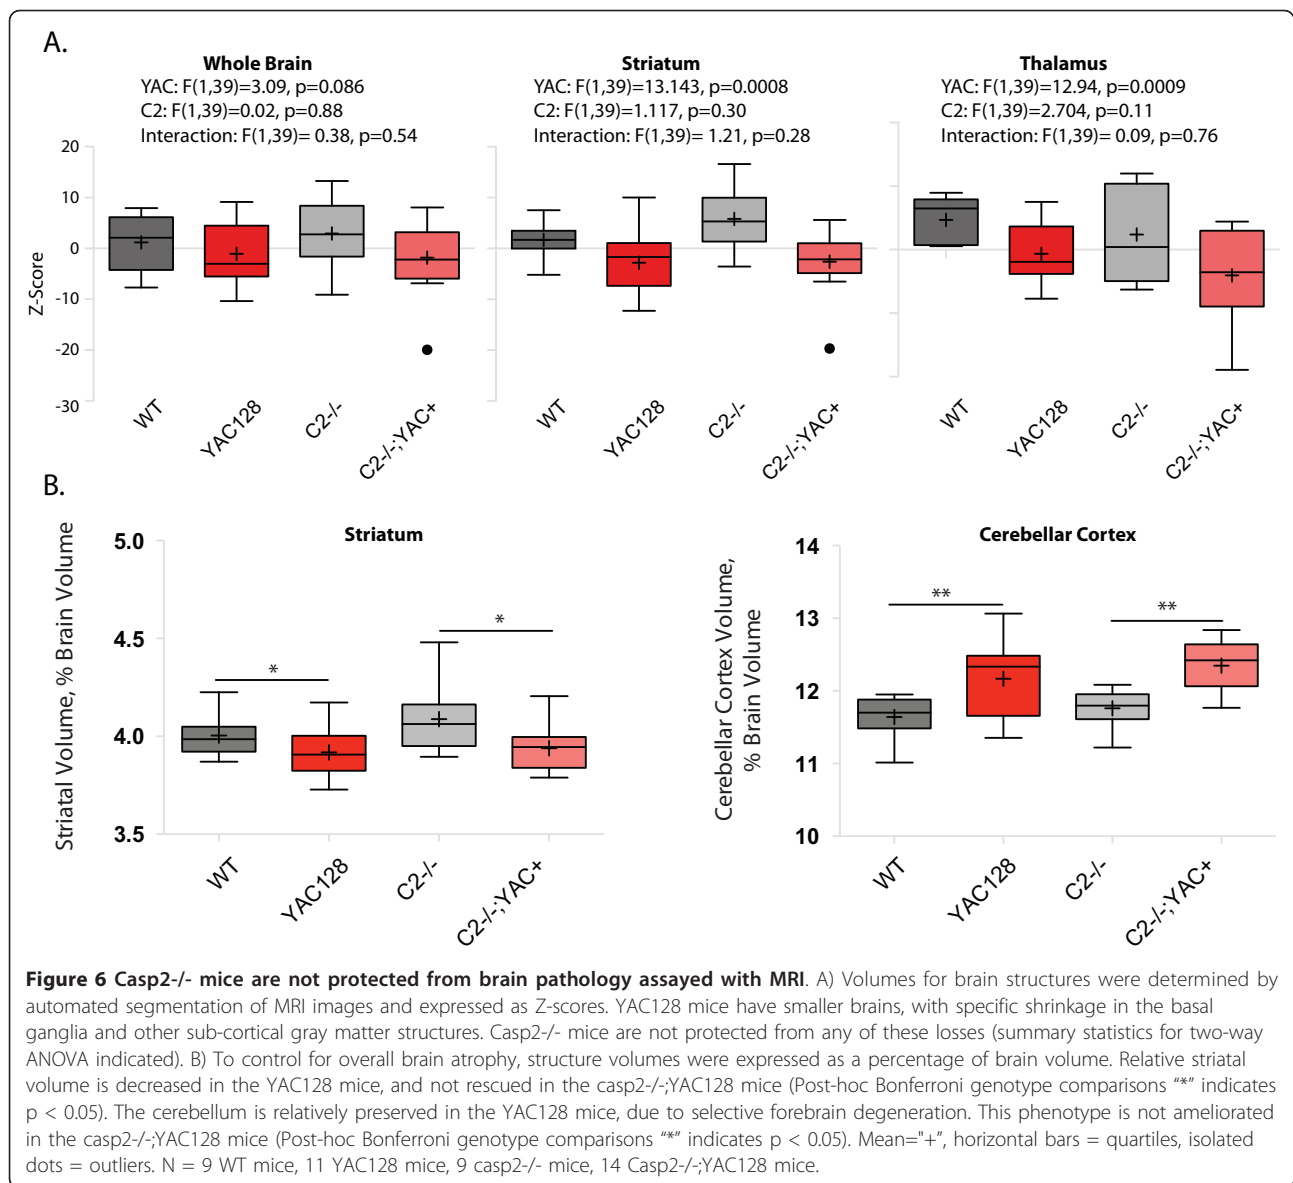 A.
Whole Brain
YAC: F(1,39)=3.09, p=0.086
C2: F(1,39)=0.02, p=0.88
Interaction: F(1,39)= 0.38, p=0.54
Striatum
YAC: F(1,39)=13.143, p=0.0008
C2: F(1,39)=1.117, p=0.30
Interaction: F(1,39)= 1.21, p=0.28
Thalamus
YAC: F(1,39)=12.94, p=0.0009
C2: F(1,39)=2.704, p=0.11
Interaction: F(1,39)= 0.09, p=0.76
Z-Score
20
10
0
-10
-20
-30
WT
YAC128
C2-/-
C2-/-;YAC+
WT
YAC128
C2-/-
C2-/-;YAC+
WT
YAC128
C2-/-
C2-/-;YAC+
B.
Striatum
Striatal Volume, % Brain Volume
5.0
4.5
4.0
3.5
*
*
WT
YAC128
C2-/-
C2-/-;YAC+
Cerebellar Cortex
Cerebellar Cortex Volume,
% Brain Volume
14
13
12
11
10
**
**
WT
YAC128
C2-/-
C2-/-;YAC+
Figure 6 Casp2-/- mice are not protected from brain pathology assayed with MRI. A) Volumes for brain structures were determined by
automated segmentation of MRI images and expressed as Z-scores. YAC128 mice have smaller brains, with specific shrinkage in the basal
ganglia and other sub-cortical gray matter structures. Casp2-/- mice are not protected from any of these losses (summary statistics for two-way
ANOVA indicated). B) To control for overall brain atrophy, structure volumes were expressed as a percentage of brain volume. Relative striatal
volume is decreased in the YAC128 mice, and not rescued in the casp2-/-;YAC128 mice (Post-hoc Bonferroni genotype comparisons “*” indicates
p < 0.05). The cerebellum is relatively preserved in the YAC128 mice, due to selective forebrain degeneration. This phenotype is not ameliorated
in the casp2-/-;YAC128 mice (Post-hoc Bonferroni genotype comparisons “*” indicates p < 0.05). Mean="+”, horizontal bars = quartiles, isolated
dots = outliers. N = 9 WT mice, 11 YAC128 mice, 9 casp2-/- mice, 14 Casp2-/-;YAC128 mice.